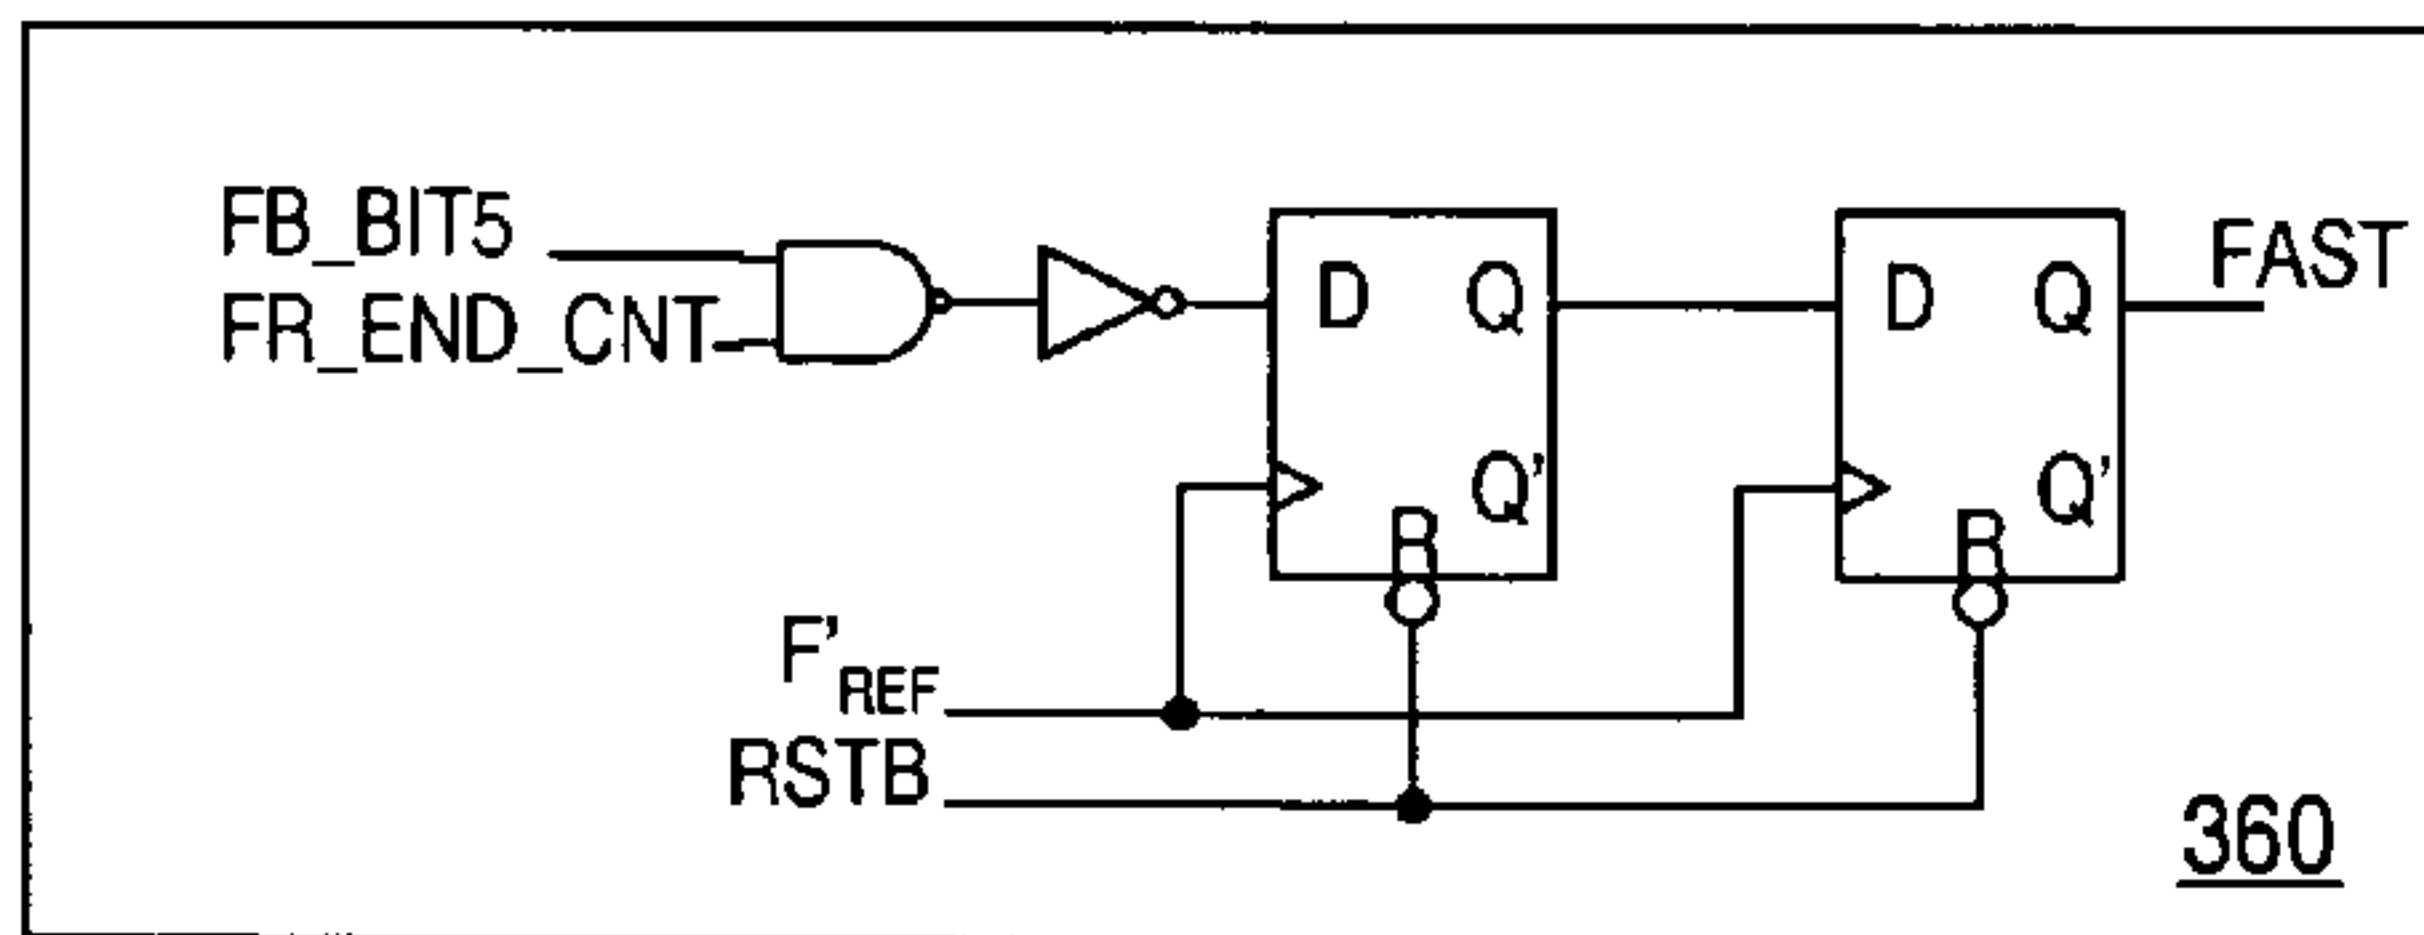 FB_BIT5
FR_END_CNT
D Q
Q'
R
D Q
Q'
R
FAST
F'REF
RSTB
360